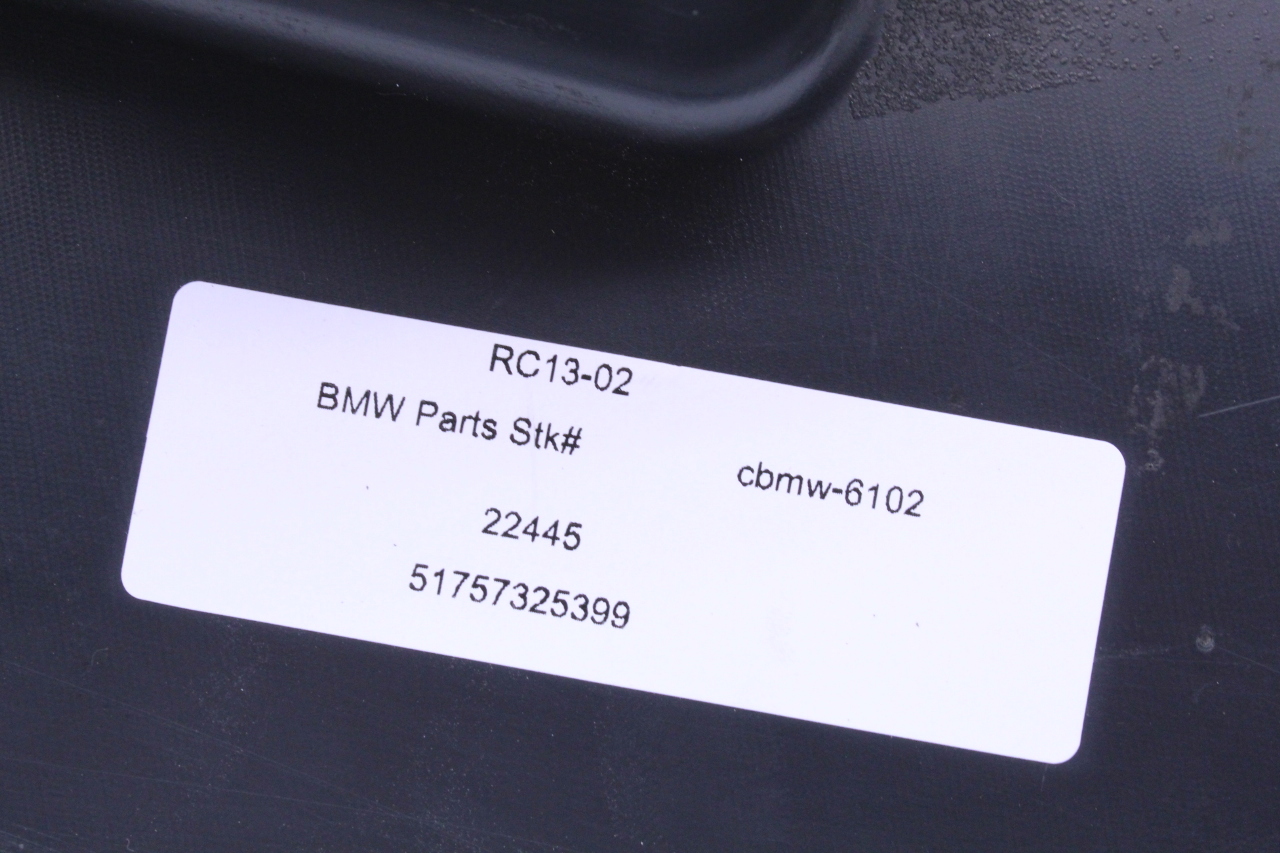 RC13-02
BMW Parts Stk#
cbmw-6102
22445
51757325399